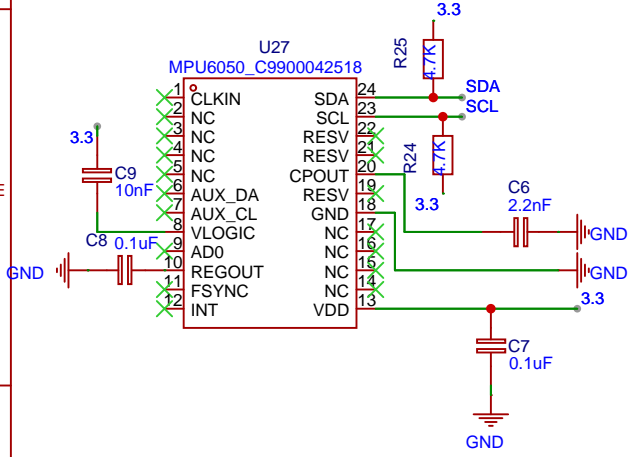 3.3
R25
4.7K
U27
MPU6050_C9900042518
1 CLKIN
2 NC
3 NC
4 NC
5 NC
6 AUX_DA
7 AUX_CL
8 VLOGIC
9 AD0
10 REGOUT
11 FSYNC
12 INT
SDA 24
SCL 23
RESV 22
RESV 21
CPOUT 20
RESV 19
GND 18
NC 17
NC 16
NC 15
NC 14
VDD 13
SDA
SCL
R24
4.7K
3.3
3.3
C9
10nF
C8
0.1uF
GND
E
C6
2.2nF
GND
GND
3.3
C7
0.1uF
GND